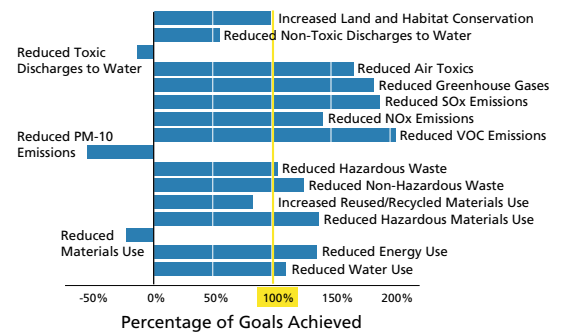 Increased Land and Habitat Conservation
Reduced Non-Toxic Discharges to Water
Reduced Toxic
Discharges to Water
Reduced Air Toxics
Reduced Greenhouse Gases
Reduced SOx Emissions
Reduced NOx Emissions
Reduced VOC Emissions
Reduced PM-10
Emissions
Reduced Hazardous Waste
Reduced Non-Hazardous Waste
Increased Reused/Recycled Materials Use
Reduced Hazardous Materials Use
Reduced
Materials Use
Reduced Energy Use
Reduced Water Use
-50% 0% 50% 100% 150% 200%
Percentage of Goals Achieved